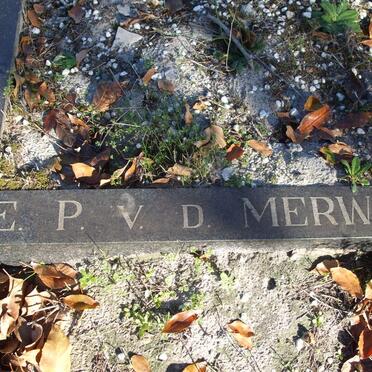 E. P. V. D. MERW